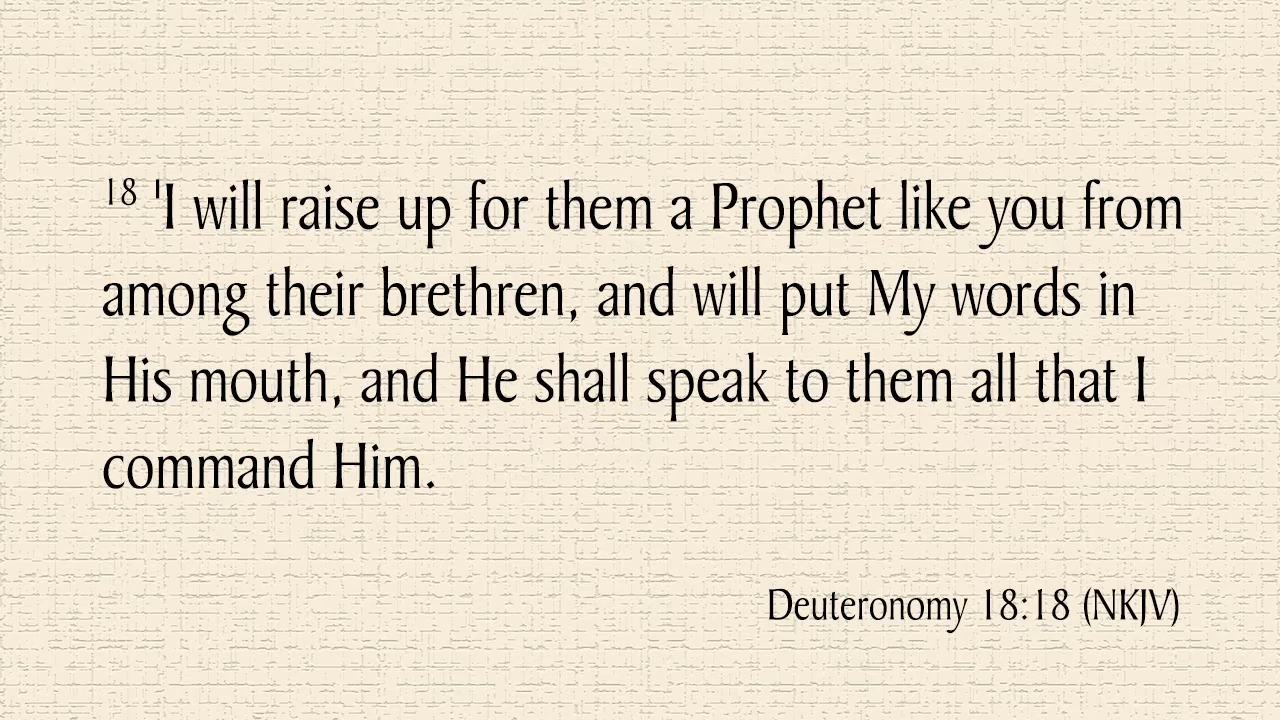 18 'I will raise up for them a Prophet like you from
among their brethren, and will put My words in
His mouth, and He shall speak to them all that I
command Him.
Deuteronomy 18:18 (NKJV)